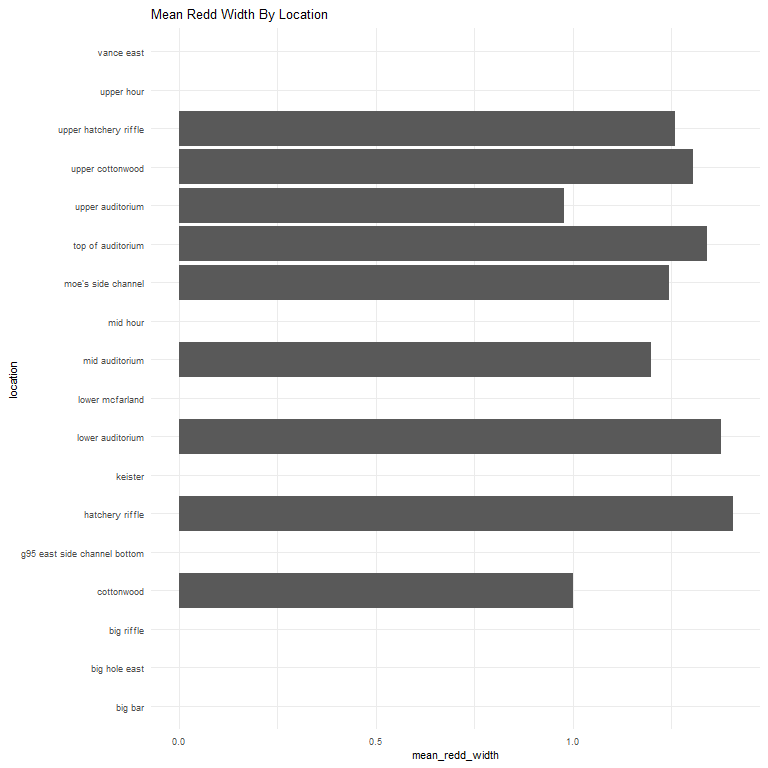 Mean Redd Width By Location
vance east
upper hour
upper hatchery riffle
upper cottonwood
upper auditorium
top of auditorium
moe's side channel
mid hour
mid auditorium
lower mcfarland
lower auditorium
keister
hatchery riffle
g95 east side channel bottom
cottonwood
big riffle
big hole east
big bar
location
0.0 0.5 1.0
mean_redd_width